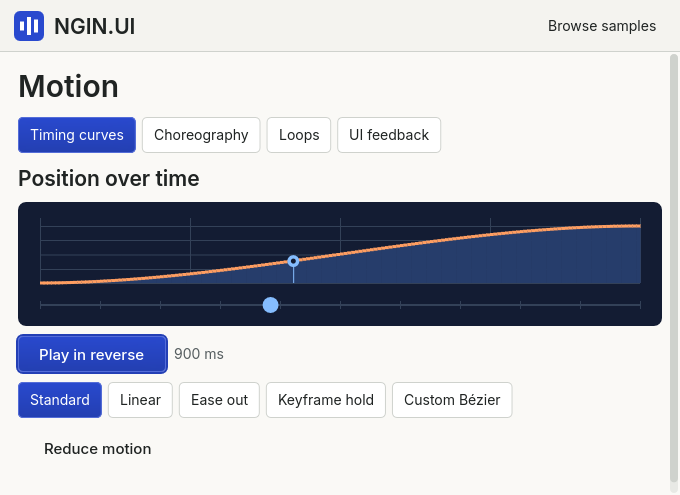 NGIN.UI
Browse samples
Motion
Timing curves
Choreography
Loops
UI feedback
Position over time
Play in reverse
900 ms
Standard
Linear
Ease out
Keyframe hold
Custom Bézier
Reduce motion